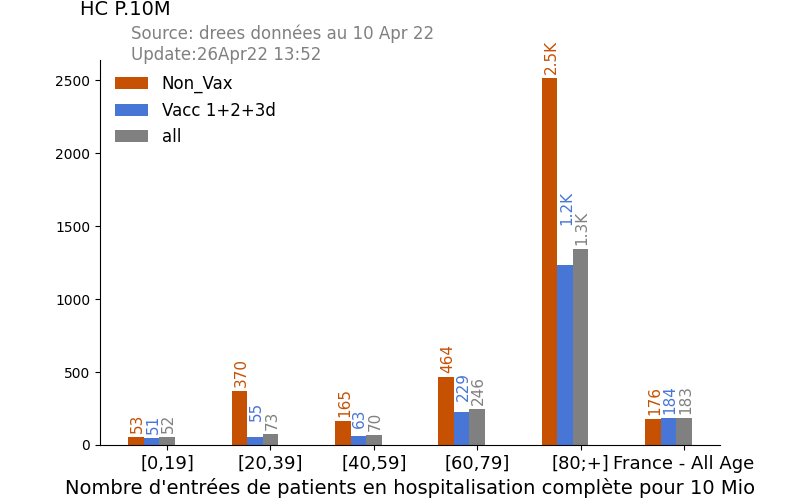 HC P.10M
Source: drees données au 10 Apr 22
Update:26Apr22 13:52
Non_Vax
Vacc 1+2+3d
all
2500
2000
1500
1000
500
0
53
51
52
370
55
73
165
63
70
464
229
246
2.5K
1.2K
1.3K
176
184
183
[0,19]
[20,39]
[40,59]
[60,79]
[80;+]
France - All Age
Nombre d'entrées de patients en hospitalisation complète pour 10 Mio